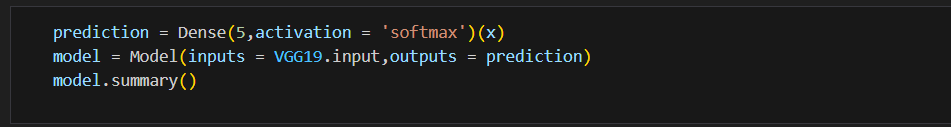 prediction = Dense(5,activation = 'softmax')(x)
model = Model(inputs = VGG19.input,outputs = prediction)
model.summary()